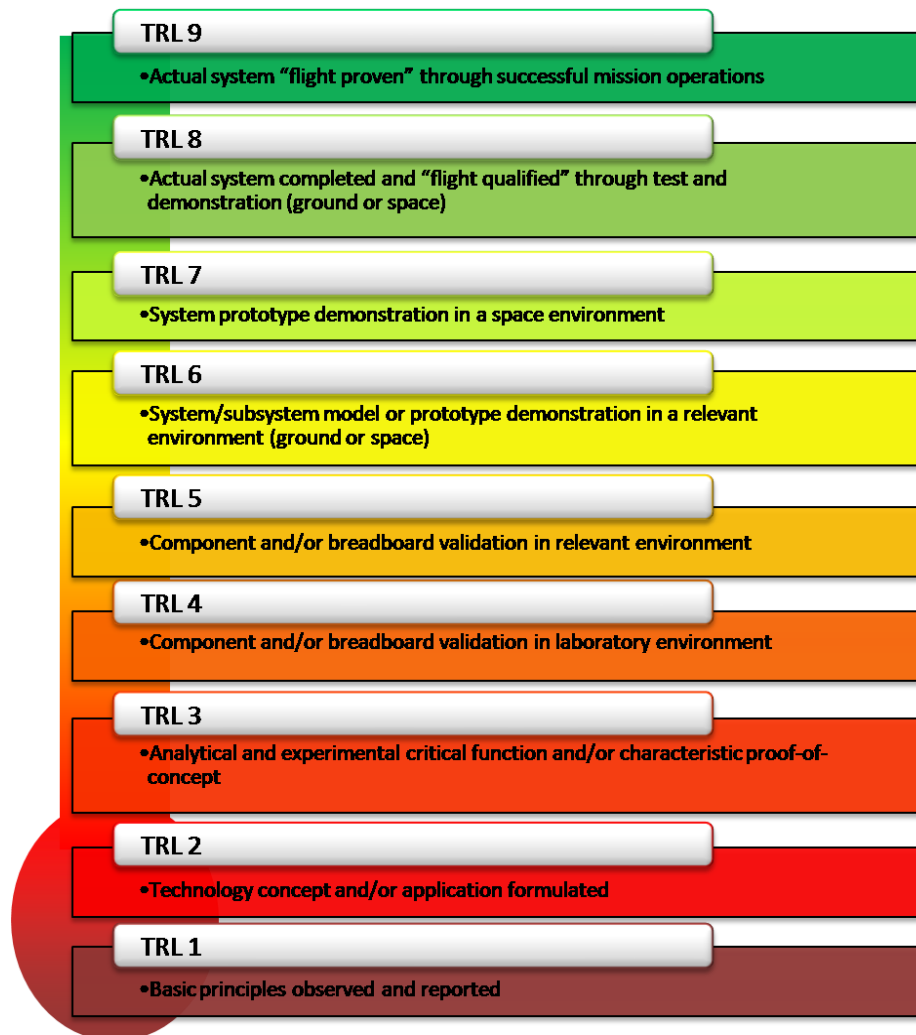 TRL 9
•Actual system “flight proven” through successful mission operations
TRL 8
•Actual system completed and “flight qualified” through test and
demonstration (ground or space)
TRL 7
•System prototype demonstration in a space environment
TRL 6
•System/subsystem model or prototype demonstration in a relevant
environment (ground or space)
TRL 5
•Component and/or breadboard validation in relevant environment
TRL 4
•Component and/or breadboard validation in laboratory environment
TRL 3
•Analytical and experimental critical function and/or characteristic proof-of-
concept
TRL 2
•Technology concept and/or application formulated
TRL 1
•Basic principles observed and reported